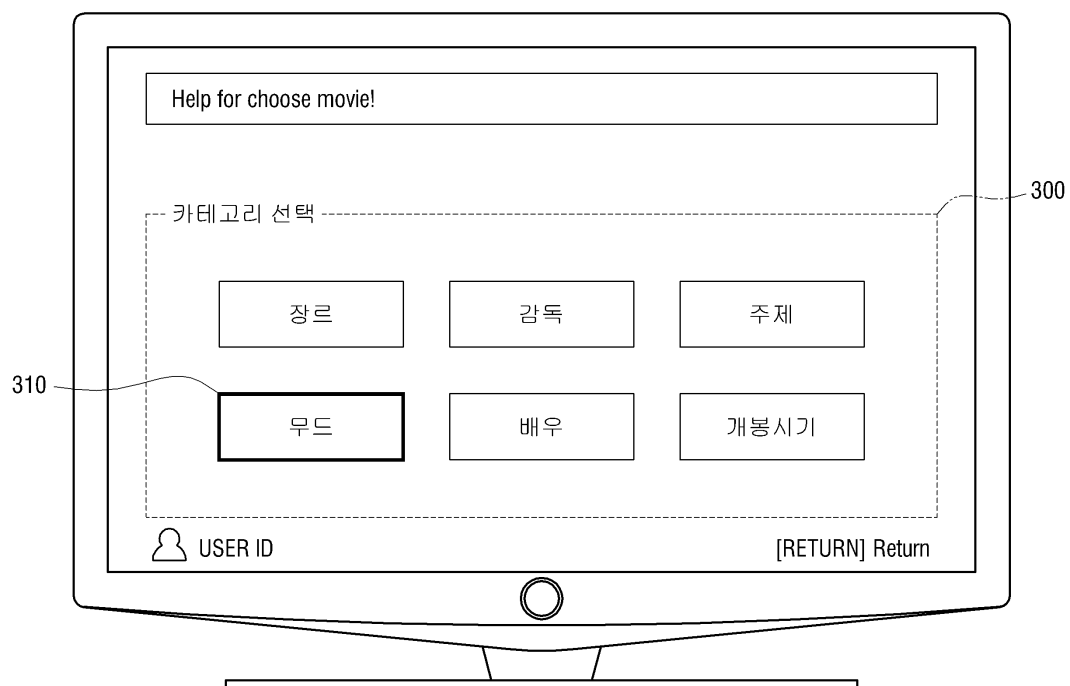 Help for choose movie!
카테고리 선택
300
장르
감독
주제
310
무드
배우
개봉시기
USER ID
[RETURN] Return